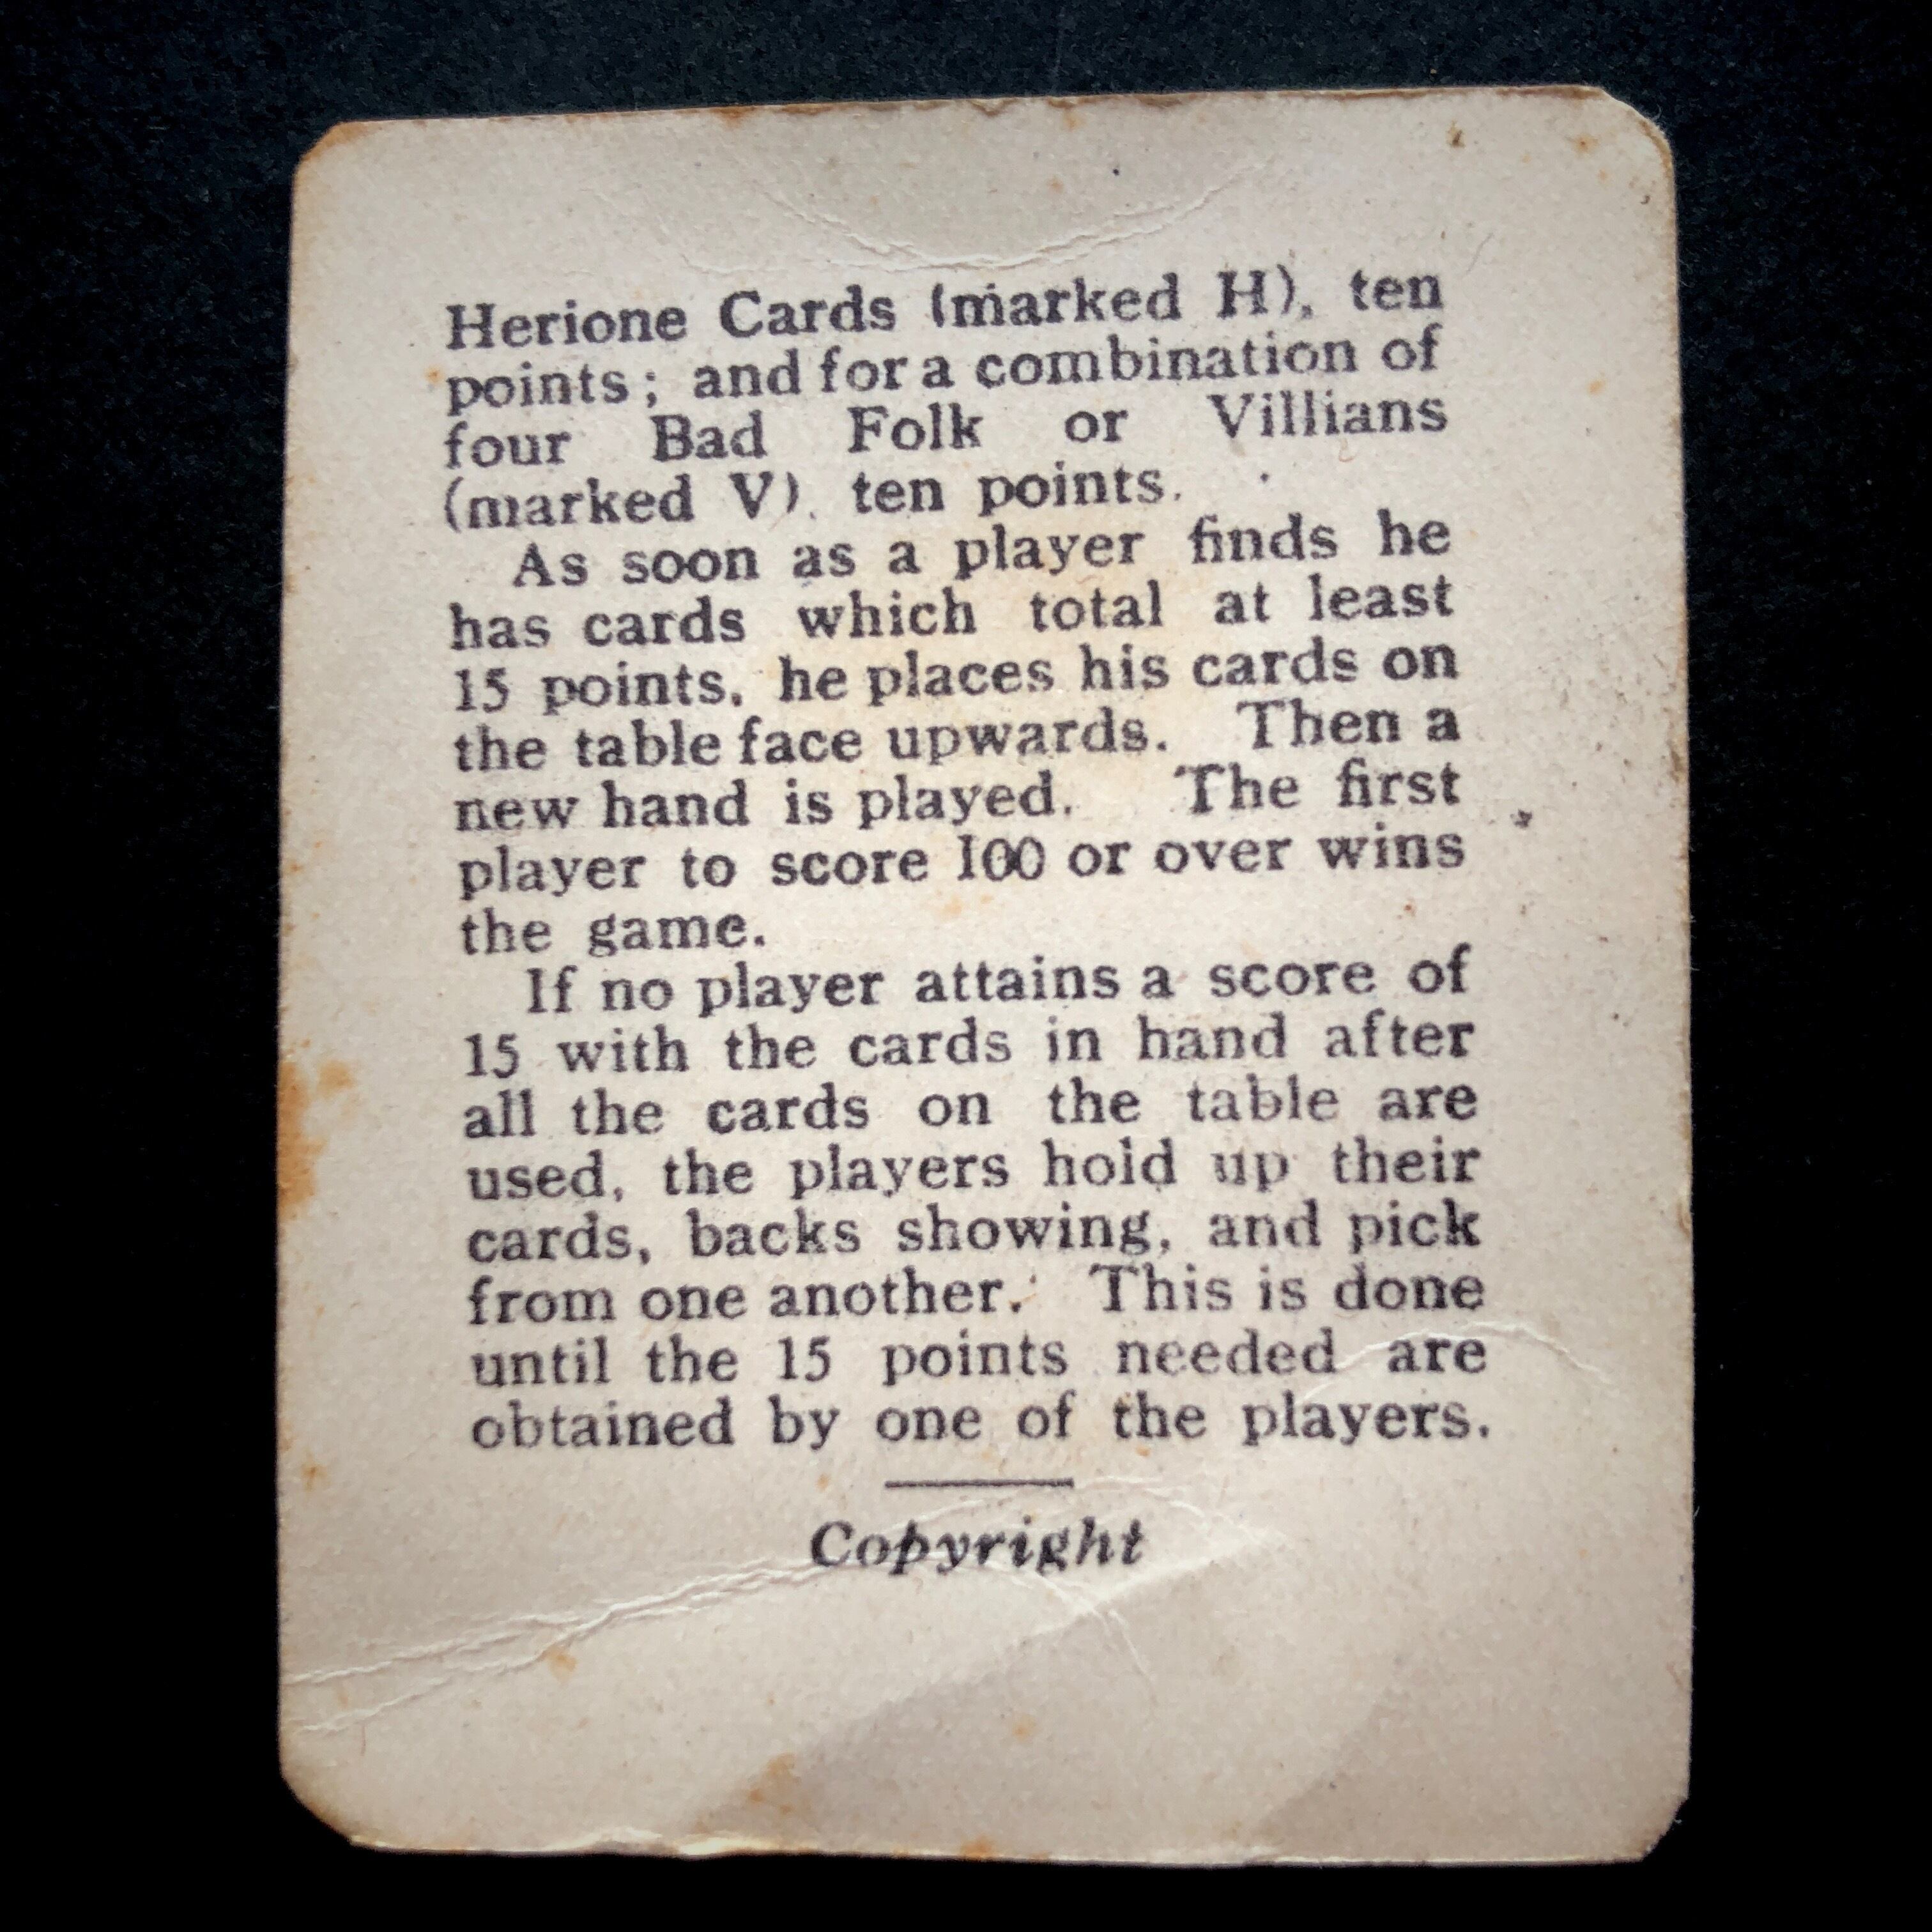 Herione Cards (marked H), ten
points; and for a combination of
four Bad Folk or Villians
(marked V). ten points.
As soon as a player finds he
has cards which total at least
15 points, he places his cards on
the table face upwards. Then a
new hand is played. The first
player to score 100 or over wins
the game.
If no player attains a score of
15 with the cards in hand after
all the cards on the table are
used, the players hold up their
cards, backs showing, and pick
from one another. This is done
until the 15 points needed are
obtained by one of the players.
Copyright